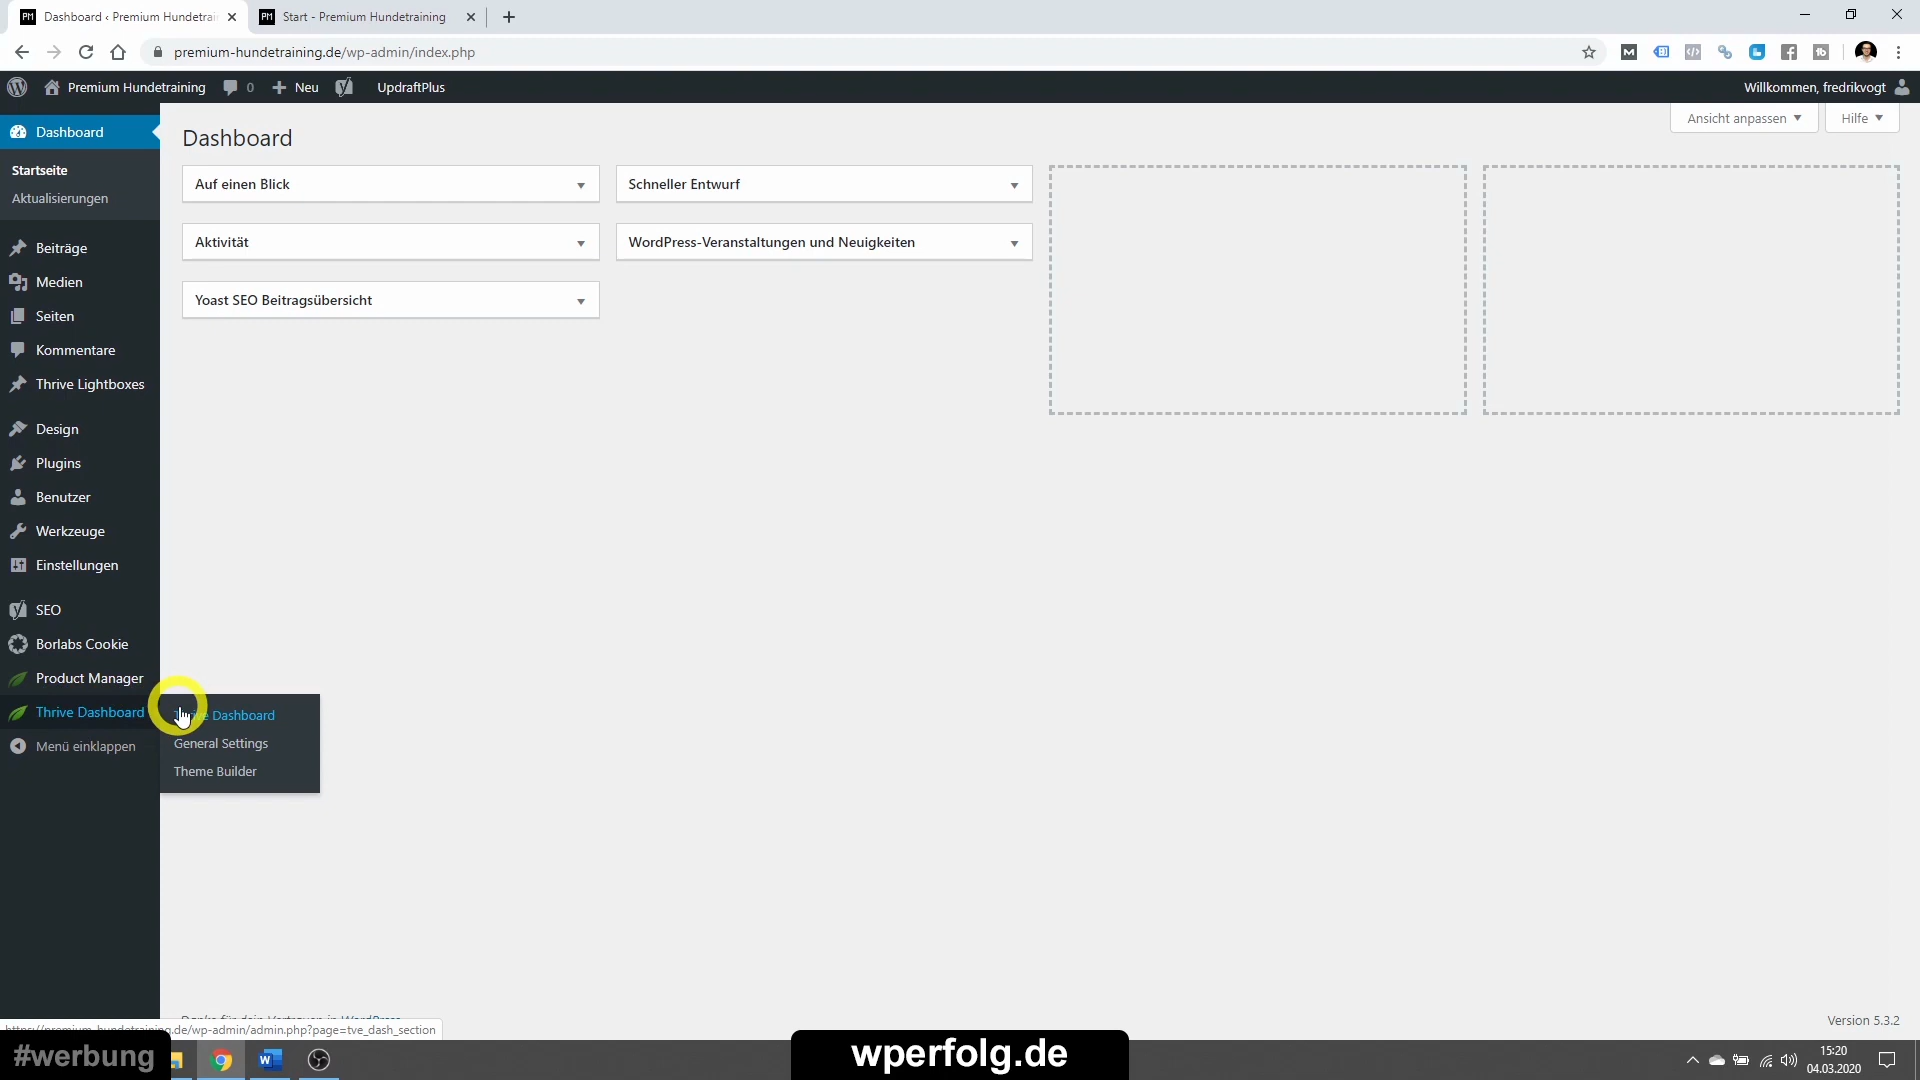 PM Dashboard ‹ Premium Hundetrai
PM Start - Premium Hundetraining
premium-hundetraining.de/wp-admin/index.php
Premium Hundetraining 0 Neu UpdraftPlus Willkommen, fredrikvogt
Dashboard
Startseite
Aktualisierungen
Beiträge
Medien
Seiten
Kommentare
Thrive Lightboxes
Design
Plugins
Benutzer
Werkzeuge
Einstellungen
SEO
Borlabs Cookie
Product Manager
Thrive Dashboard
Menü einklappen
Dashboard
General Settings
Theme Builder
Ansicht anpassen
Hilfe
Dashboard
Auf einen Blick
Aktivität
Yoast SEO Beitragsübersicht
Schneller Entwurf
WordPress-Veranstaltungen und Neuigkeiten
Version 5.3.2
.de/wp-admin/admin.php?page=tve_dash_section
#werbung
wperfolg.de
15:20
04.03.2020